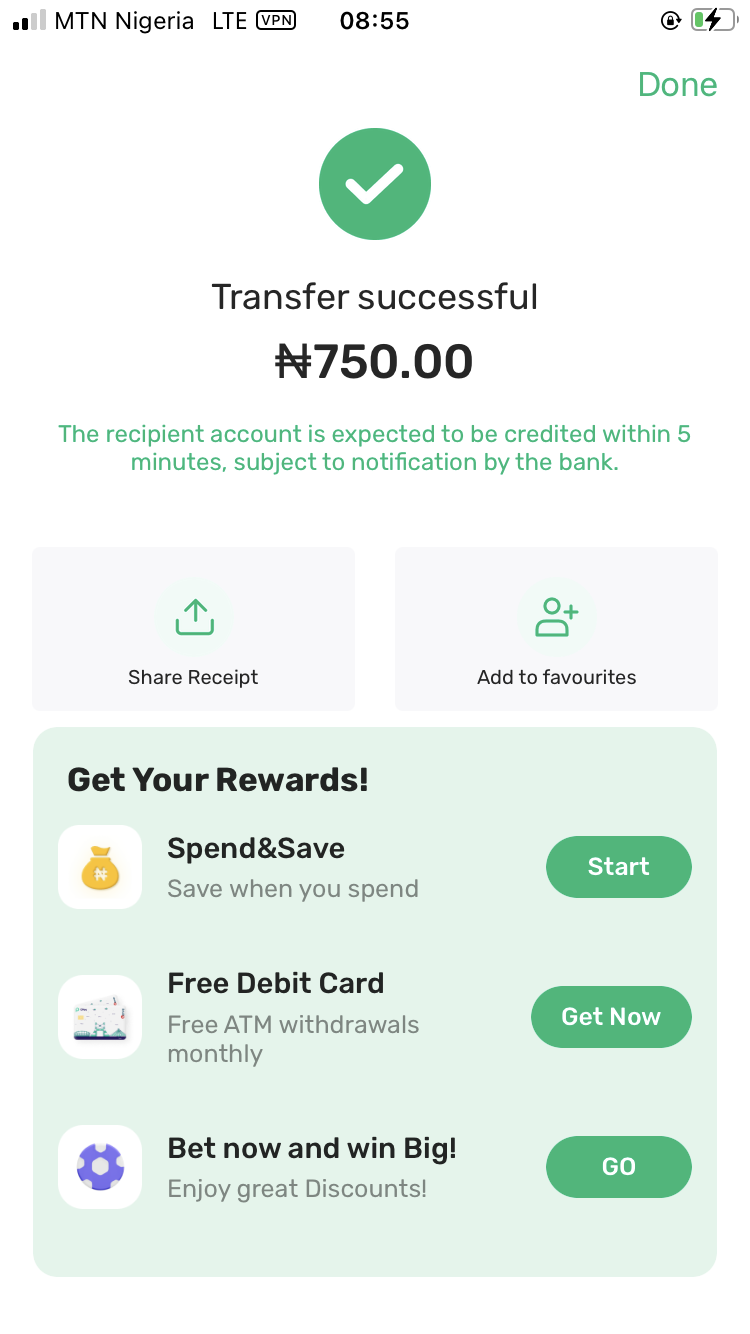 MTN Nigeria LTE VPN 08:55
Done
Transfer successful
₦750.00
The recipient account is expected to be credited within 5
minutes, subject to notification by the bank.
Share Receipt
Add to favourites
Get Your Rewards!
Spend&Save
Save when you spend
Start
Free Debit Card
Free ATM withdrawals
monthly
Get Now
Bet now and win Big!
Enjoy great Discounts!
GO